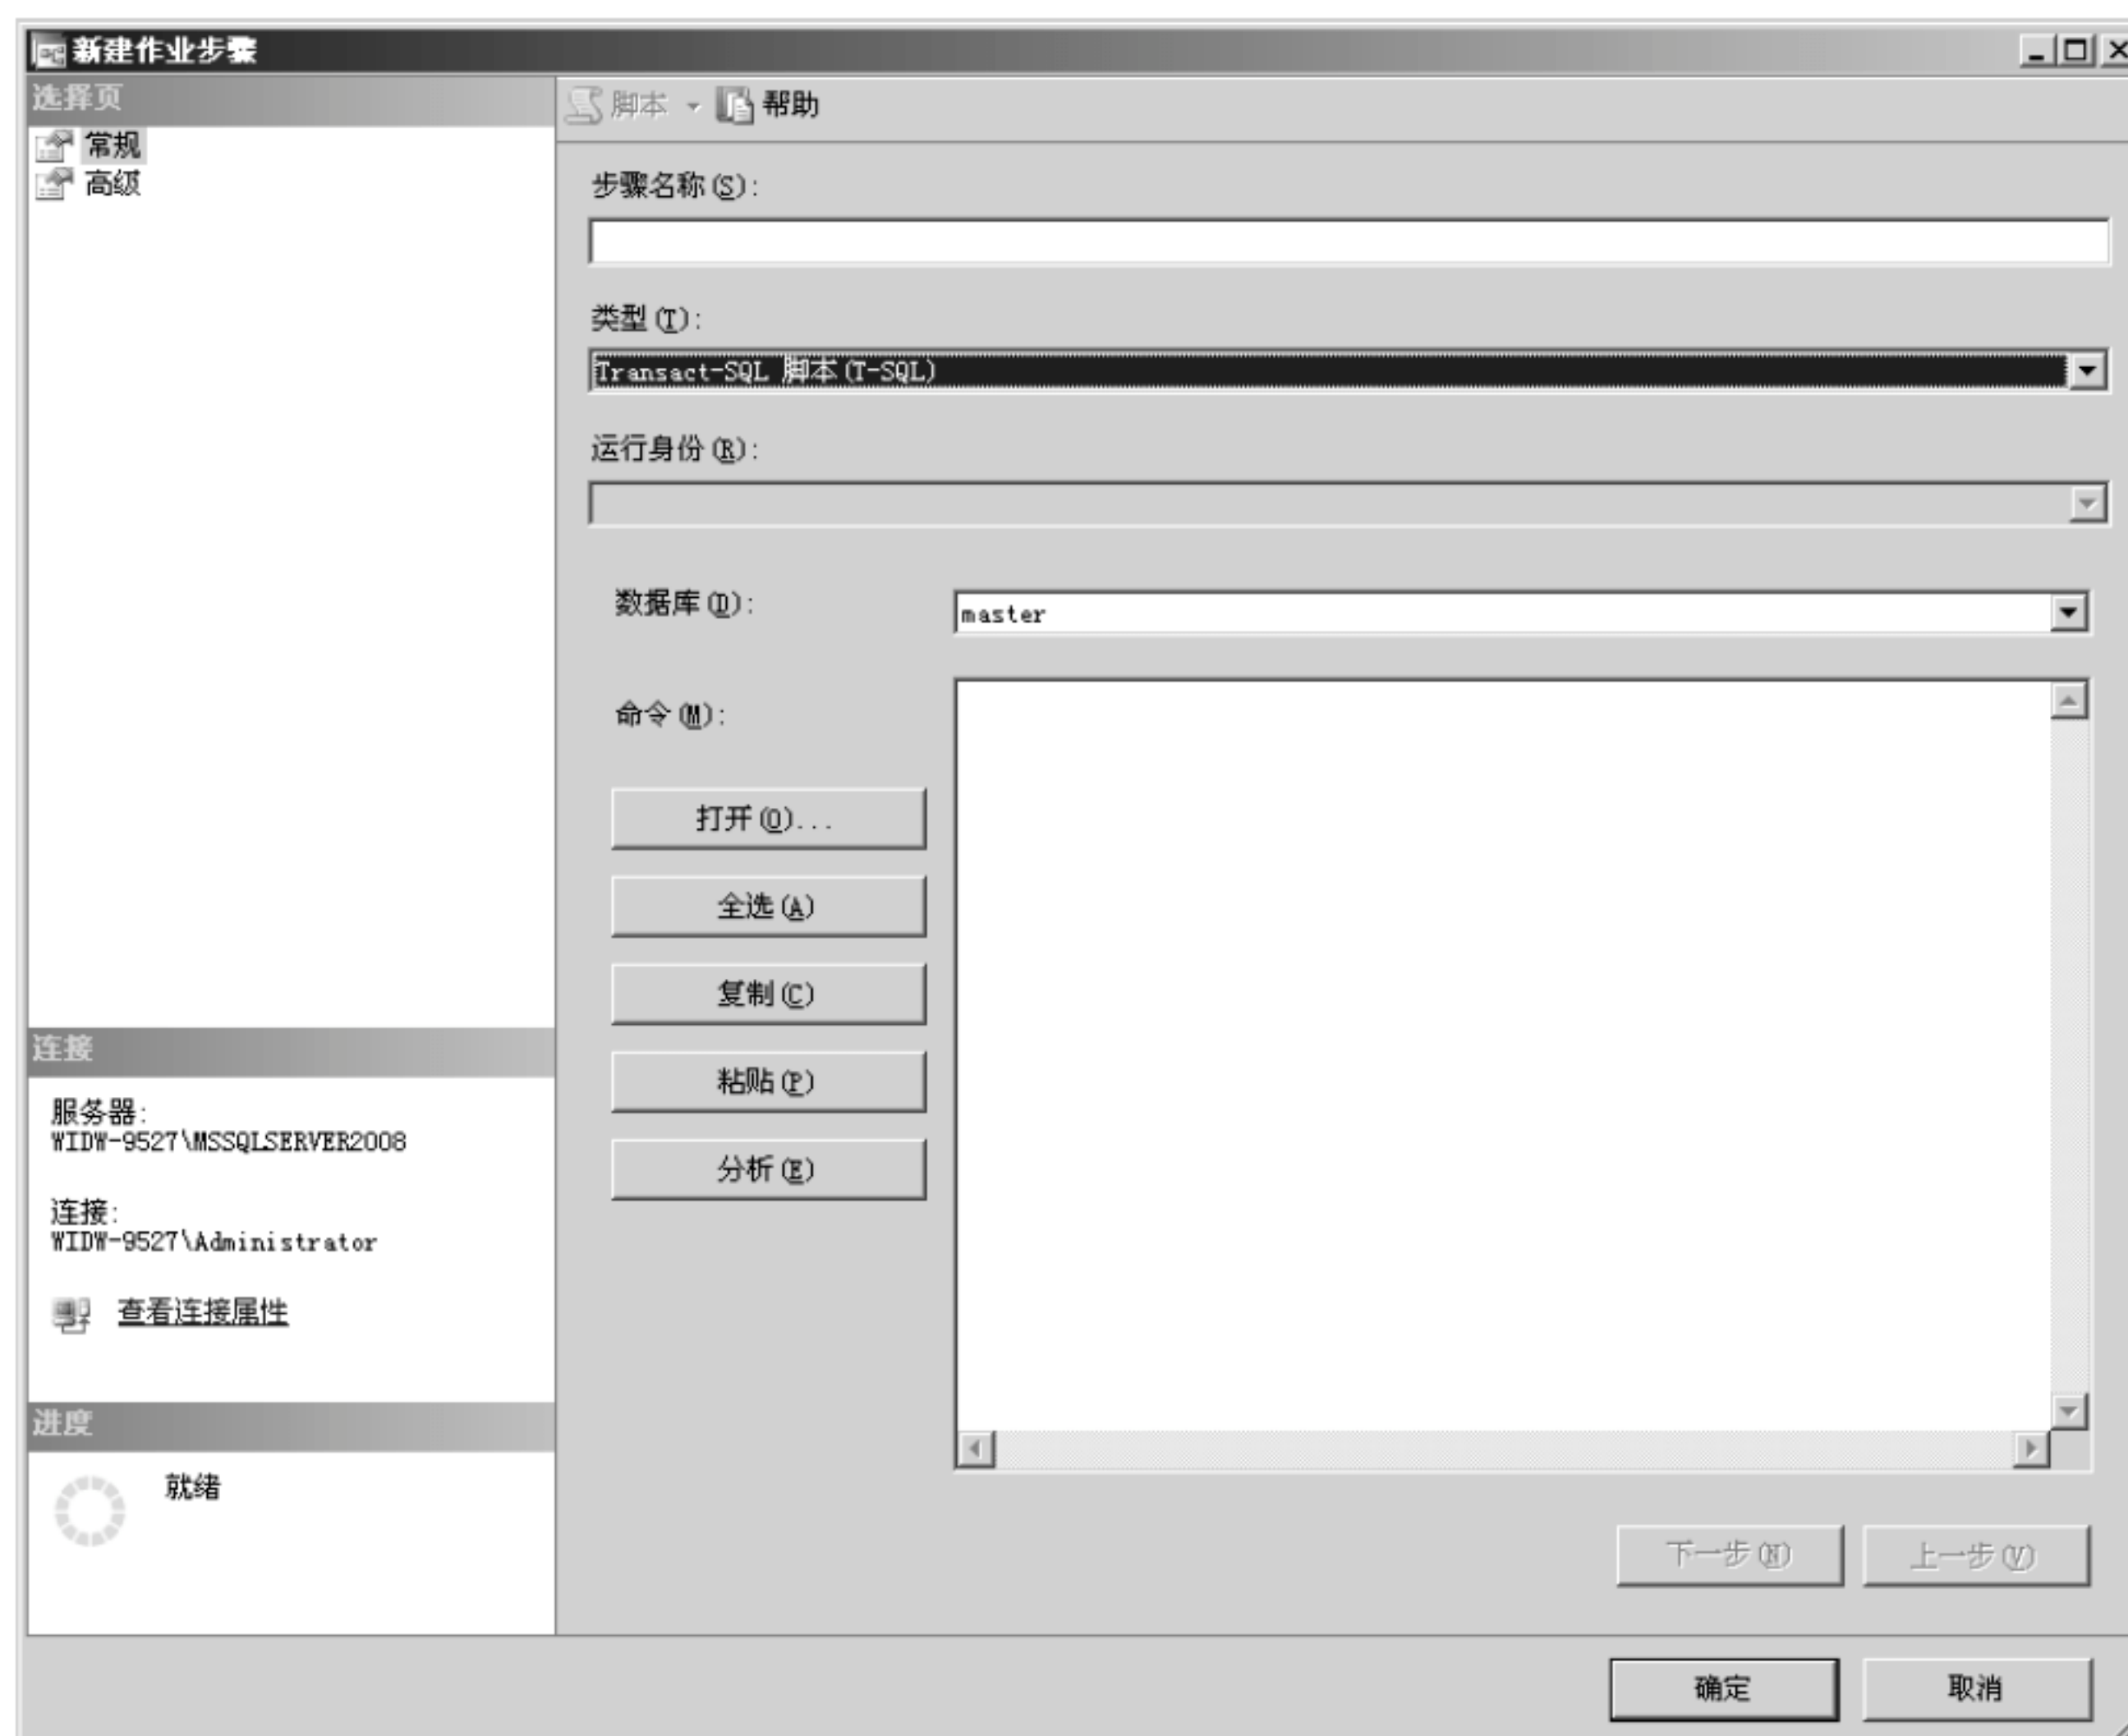 新建作业步骤
选择页
常规
高级
脚本 帮助
步骤名称(S):
类型(T):
Transact-SQL 脚本(T-SQL)
运行身份(R):
数据库(D):
master
命令(M):
打开(O)...
全选(A)
复制(C)
粘贴(P)
分析(E)
连接
服务器:
WIDW-9527\MSSQLSERVER2008
连接:
WIDW-9527\Administrator
查看连接属性
进度
就绪
下一步(N)
上一步(V)
确定
取消